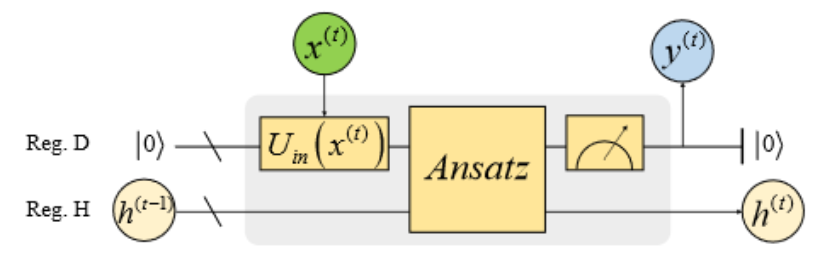 x^(t)
y^(t)
Reg. D |0⟩ U_in(x^(t)) |0⟩
Ansatz
Reg. H h^(t−1) h^(t)